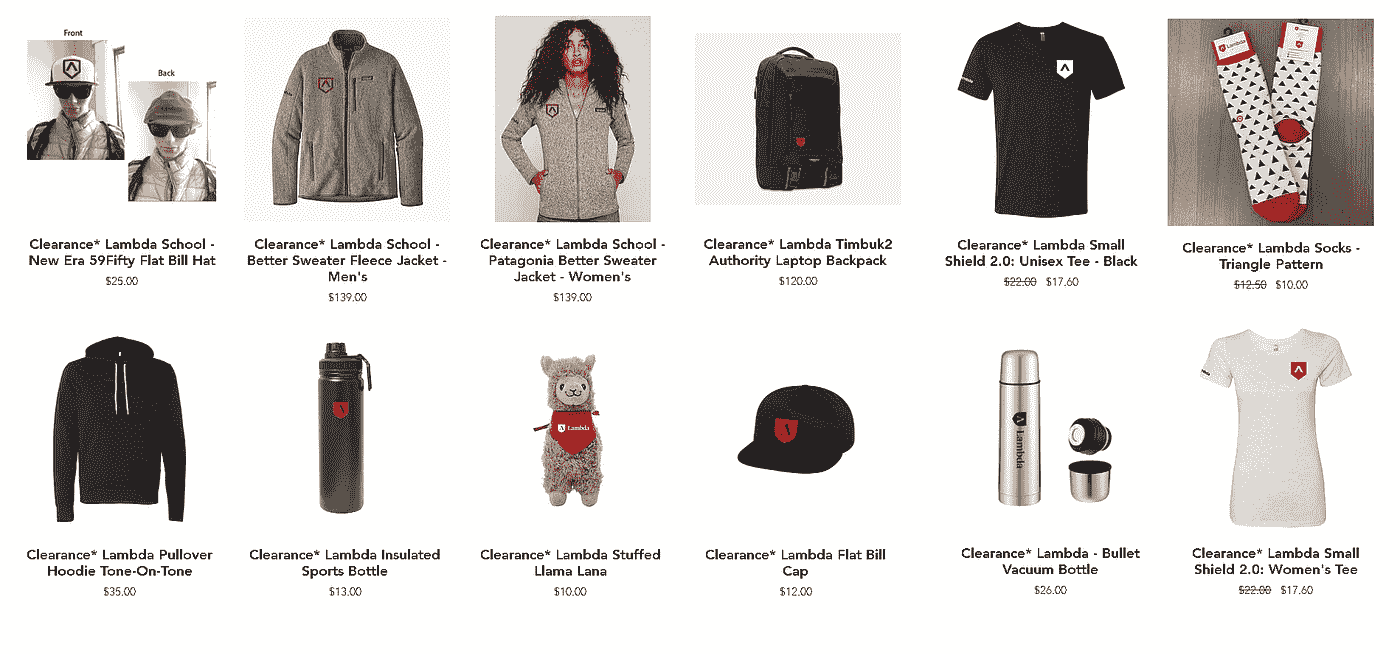 Front
Back
Lambda
Clearance* Lambda School -
New Era 59Fifty Flat Bill Hat
$25.00
Clearance* Lambda School -
Better Sweater Fleece Jacket -
Men's
$139.00
Clearance* Lambda School -
Patagonia Better Sweater
Jacket - Women's
$139.00
Clearance* Lambda Timbuk2
Authority Laptop Backpack
$120.00
Clearance* Lambda Small
Shield 2.0: Unisex Tee - Black
$22.00 $17.60
Clearance* Lambda Socks -
Triangle Pattern
$12.50 $10.00
Lambda
Lambda
Clearance* Lambda Pullover
Hoodie Tone-On-Tone
$35.00
Clearance* Lambda Insulated
Sports Bottle
$13.00
Clearance* Lambda Stuffed
Llama Lana
$10.00
Clearance* Lambda Flat Bill
Cap
$12.00
Clearance* Lambda - Bullet
Vacuum Bottle
$26.00
Clearance* Lambda Small
Shield 2.0: Women's Tee
$22.00 $17.60